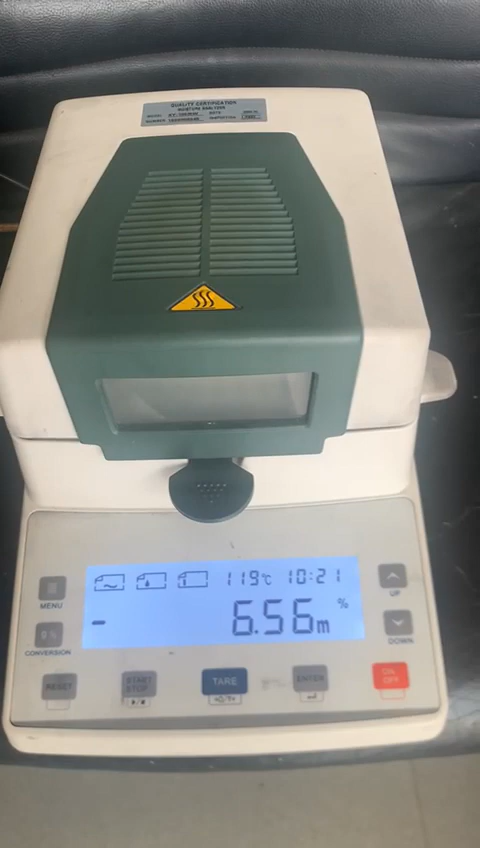 QUALITY CERTIFICATION
MOISTURE ANALYZER
119℃ 10:21
- 6.56m %
MENU
UP
0%
CONVERSION
DOWN
RESET
START
STOP
TARE
ENTER
ON
OFF